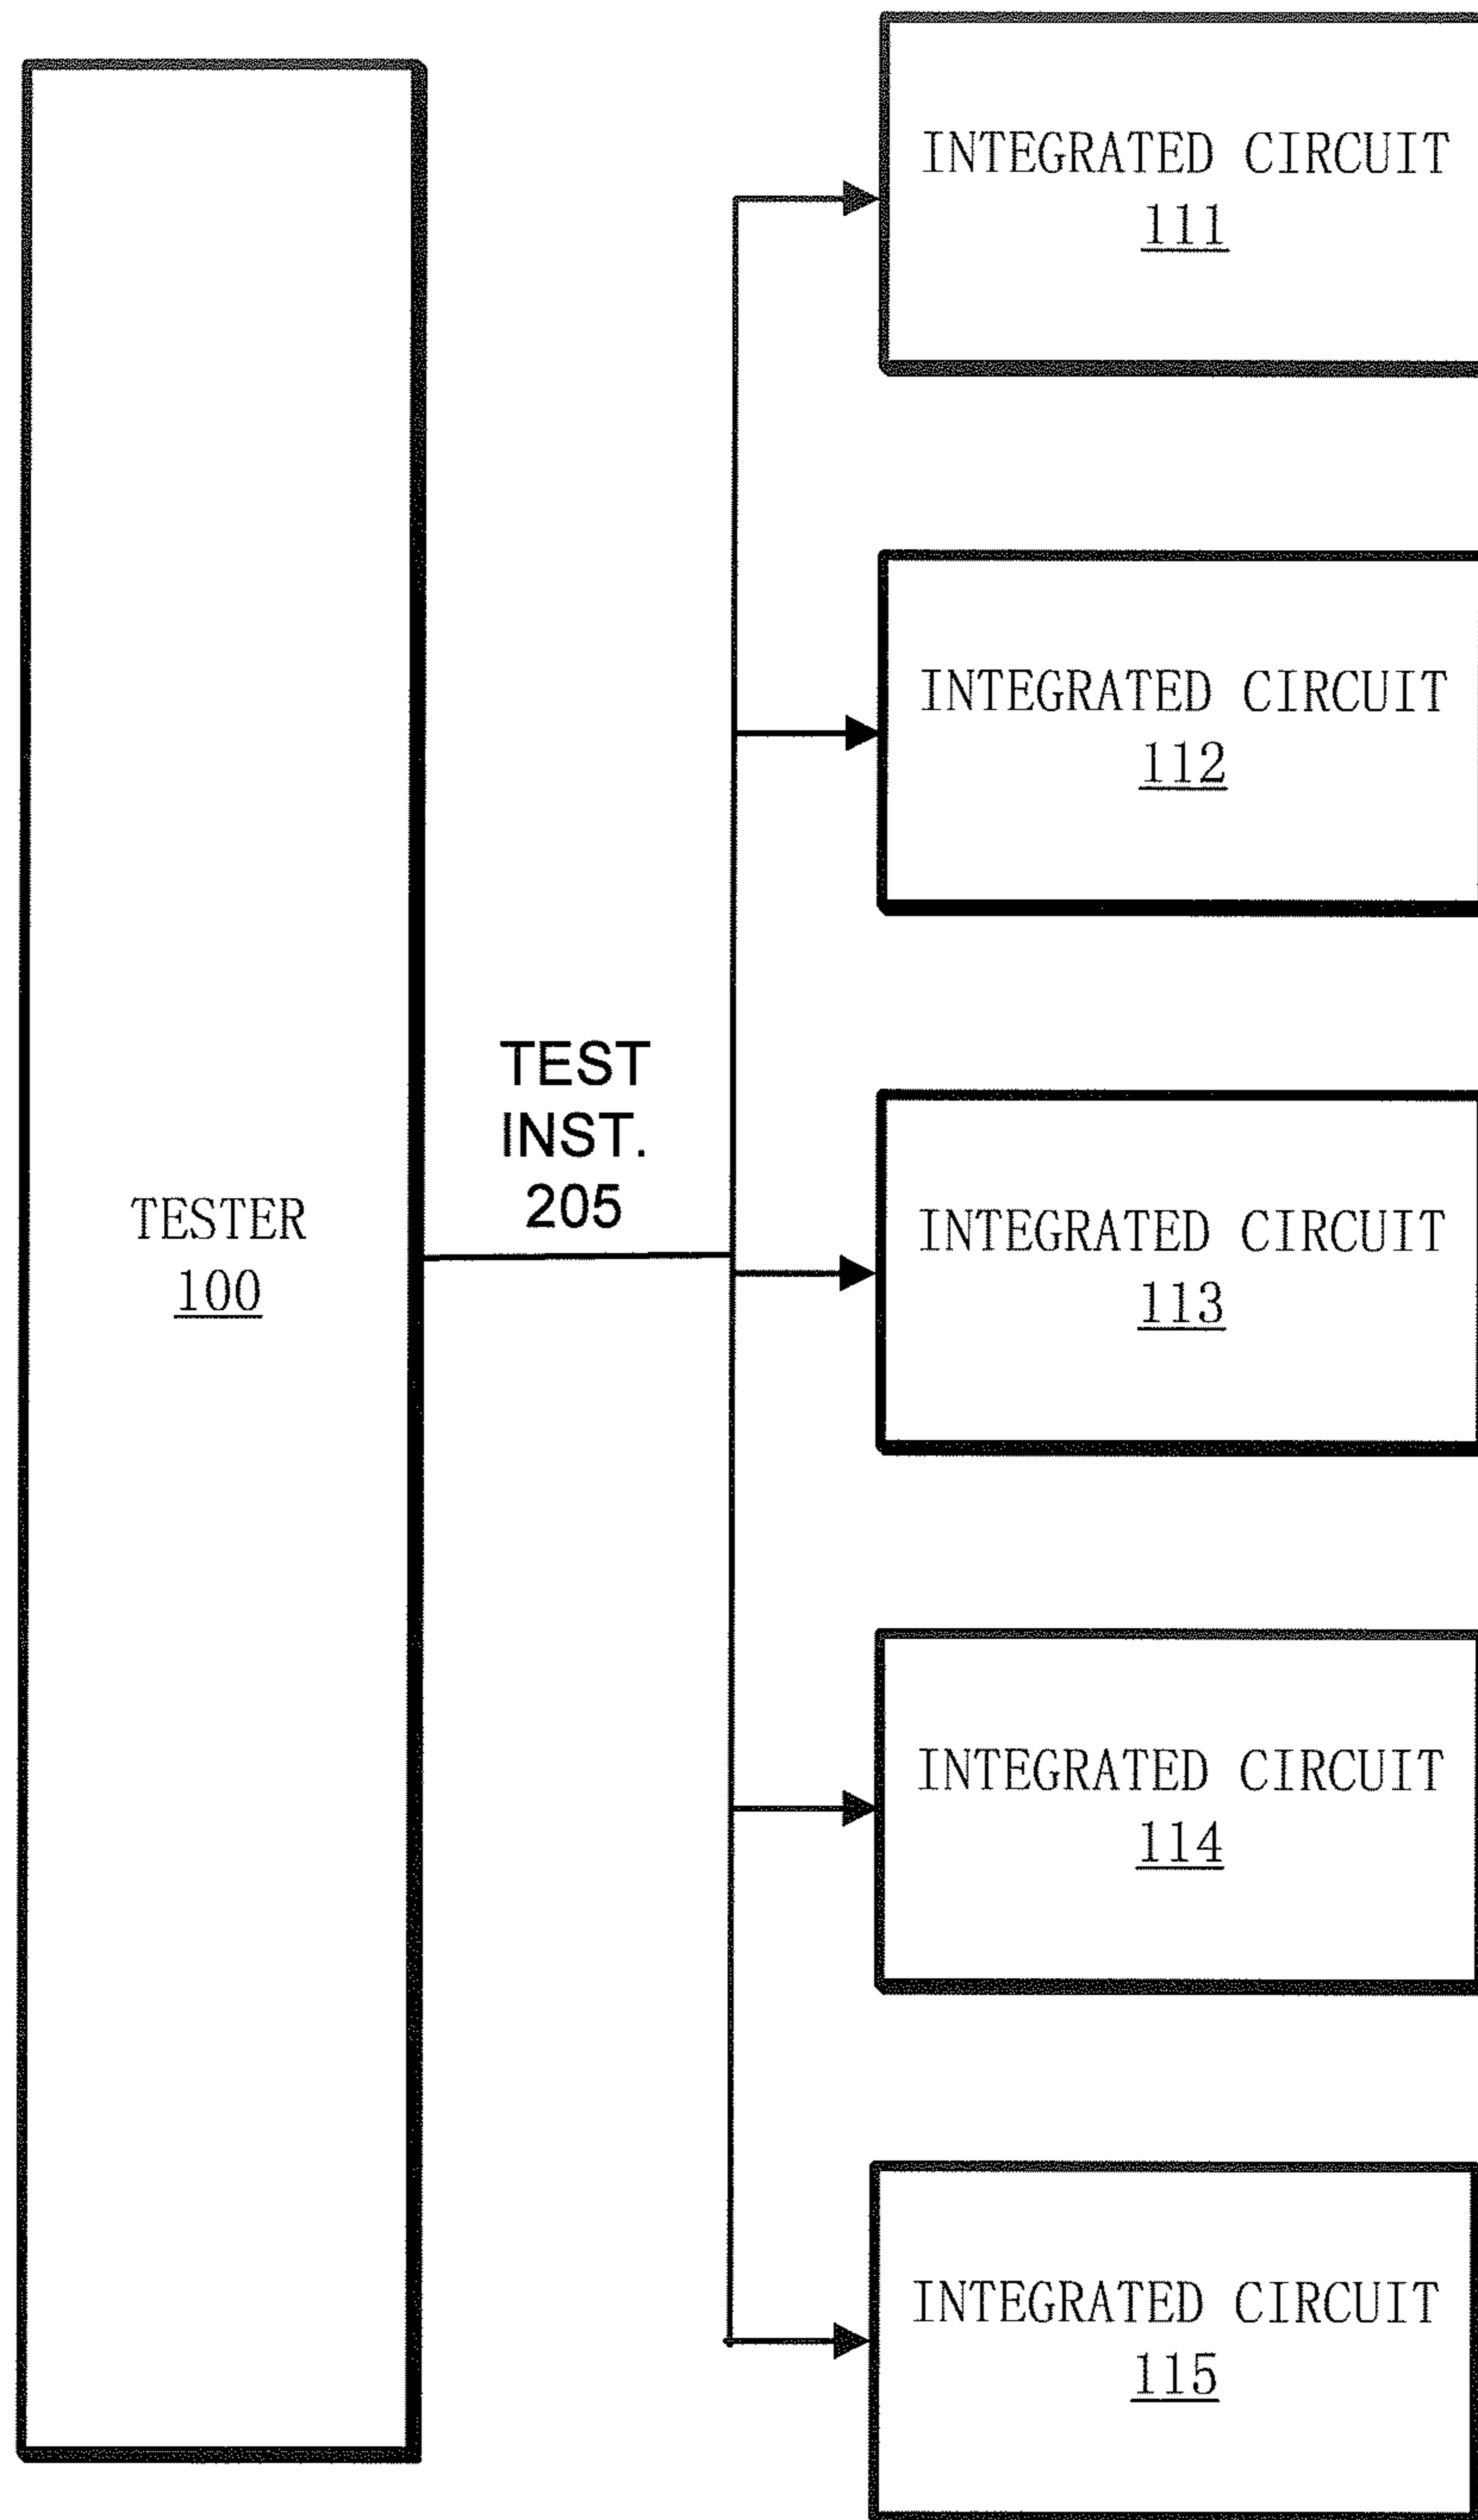 INTEGRATED CIRCUIT
111
INTEGRATED CIRCUIT
112
TEST
INST.
205
TESTER
100
INTEGRATED CIRCUIT
113
INTEGRATED CIRCUIT
114
INTEGRATED CIRCUIT
115